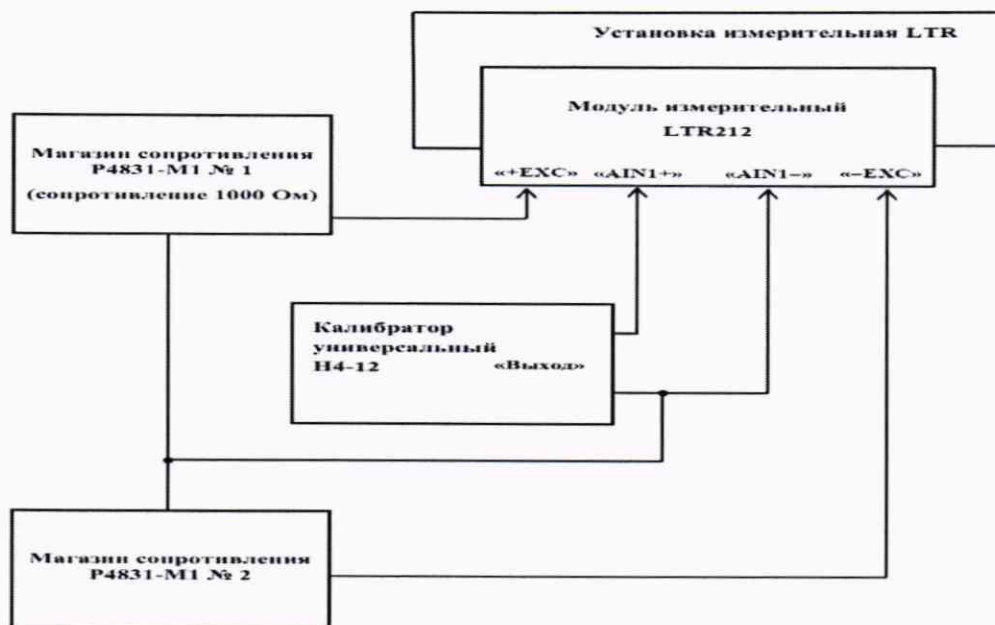 Установка измерительная LTR
Модуль измерительный
LTR212
«+EXC» «AIN1+» «AIN1–» «–EXC»
Магазин сопротивления
Р4831-М1 № 1
(сопротивление 1000 Ом)
Калибратор
универсальный
Н4-12 «Выход»
Магазин сопротивления
Р4831-М1 № 2